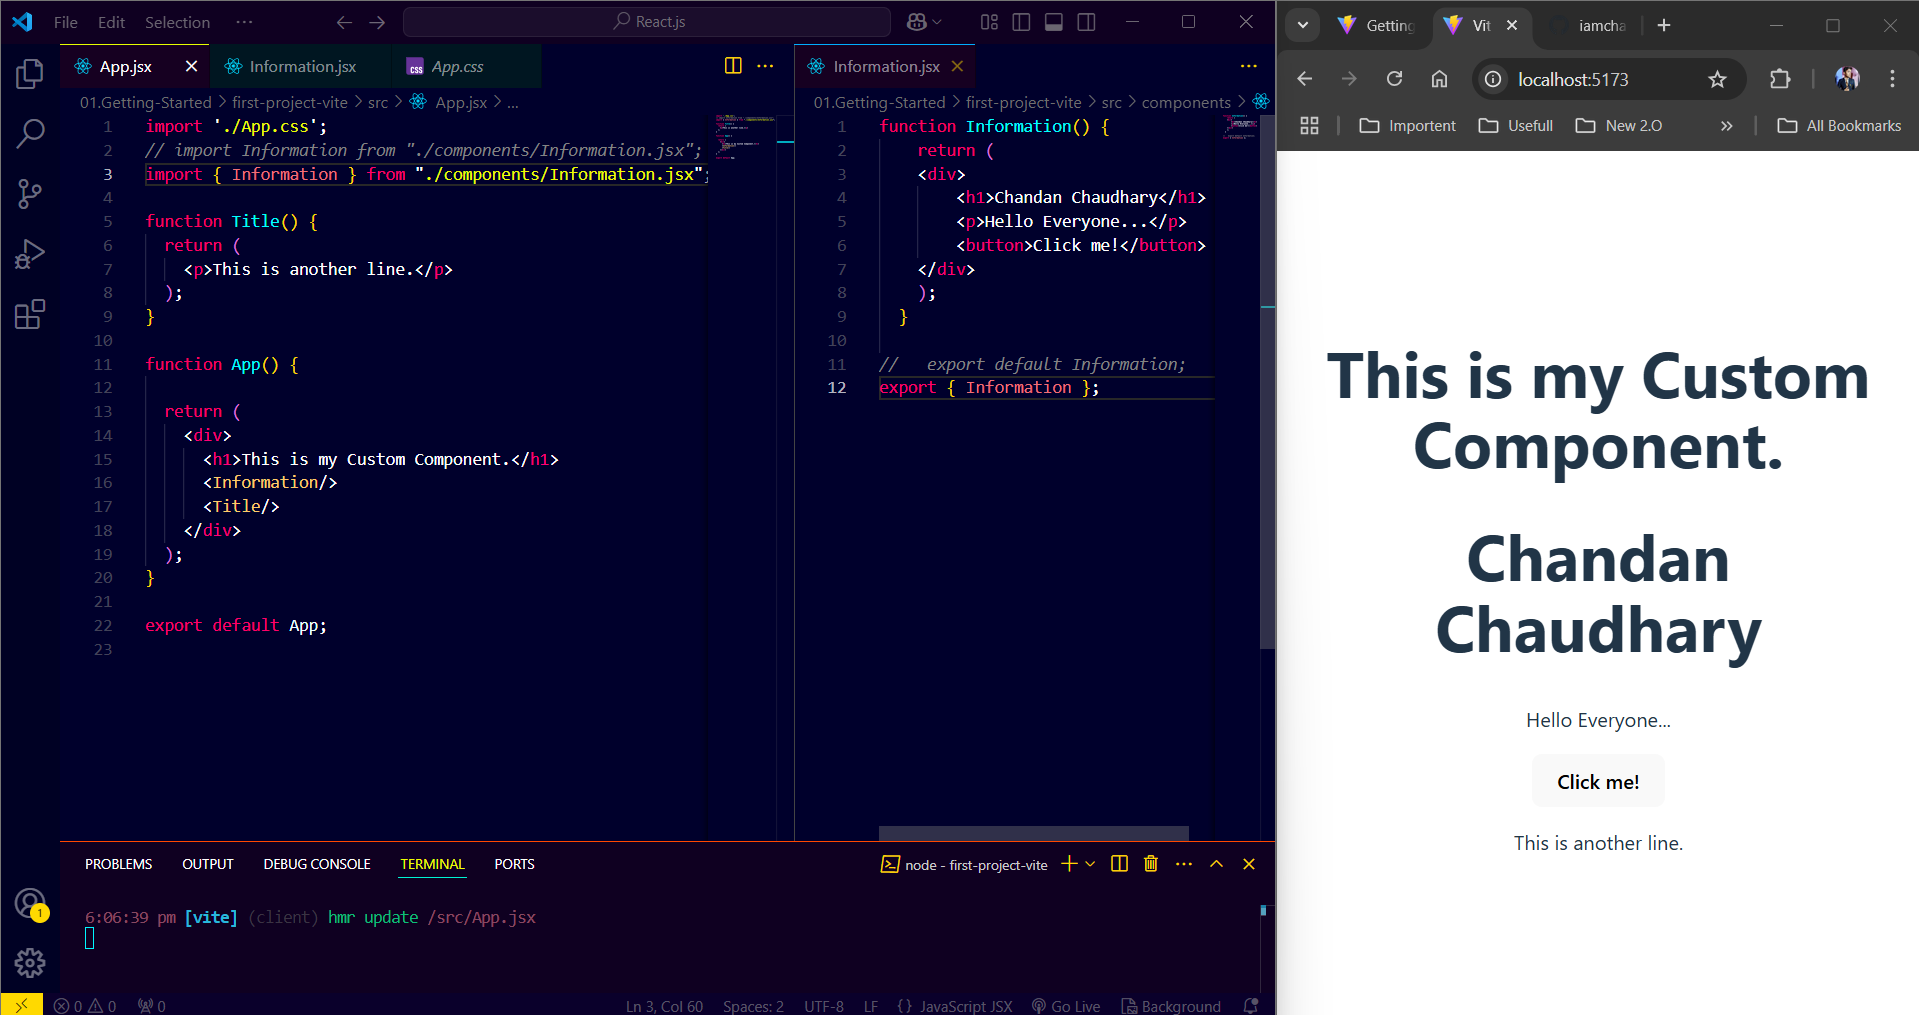 File Edit Selection ··· React.js
App.jsx Information.jsx App.css
01.Getting-Started > first-project-vite > src > App.jsx > ...
1 import './App.css';
2 // import Information from "./components/Information.jsx";
3 import { Information } from "./components/Information.jsx";
4
5 function Title() {
6 return (
7 <p>This is another line.</p>
8 );
9 }
10
11 function App() {
12
13 return (
14 <div>
15 <h1>This is my Custom Component.</h1>
16 <Information/>
17 <Title/>
18 </div>
19 );
20 }
21
22 export default App;
23
Information.jsx
01.Getting-Started > first-project-vite > src > components >
1 function Information() {
2 return (
3 <div>
4 <h1>Chandan Chaudhary</h1>
5 <p>Hello Everyone...</p>
6 <button>Click me!</button>
7 </div>
8 );
9 }
10
11 // export default Information;
12 export { Information };
PROBLEMS OUTPUT DEBUG CONSOLE TERMINAL PORTS
node - first-project-vite
6:06:39 pm [vite] (client) hmr update /src/App.jsx
1
0 0 0 Ln 3, Col 60 Spaces: 2 UTF-8 LF {} JavaScript JSX Go Live Background
Getting Vit iamcha
localhost:5173
Importent Usefull New 2.O » All Bookmarks
This is my Custom
Component.
Chandan
Chaudhary
Hello Everyone...
Click me!
This is another line.